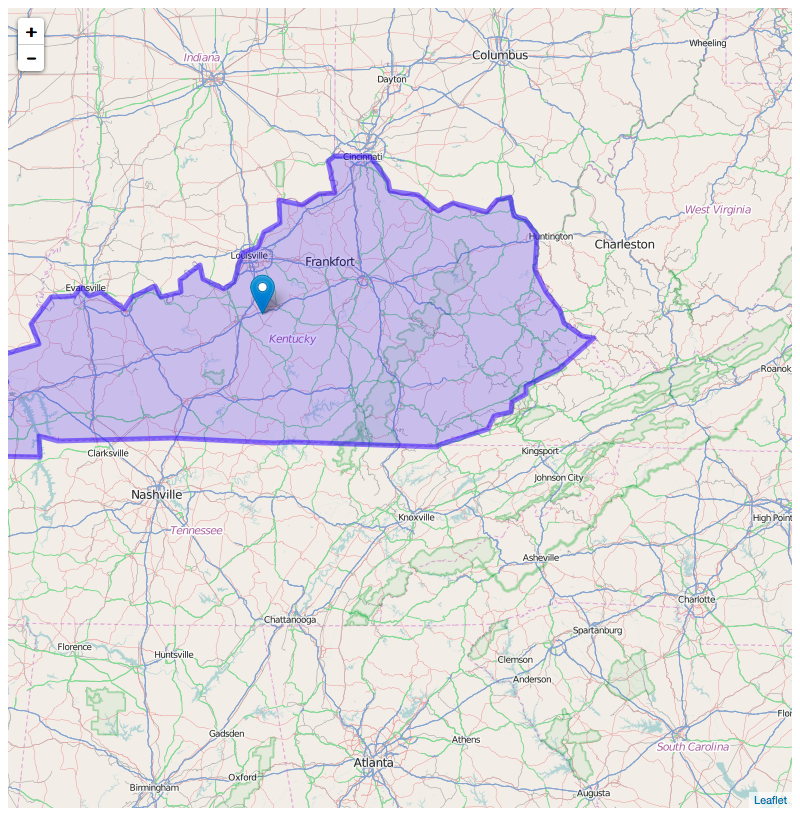 +
-
Indiana
Columbus
Wheeling
Dayton
Cincinnati
West Virginia
Huntington
Charleston
Louisville
Frankfort
Evansville
Kentucky
Roanok
Clarksville
Kingsport
Johnson City
Nashville
Knoxville
High Point
Tennessee
Asheville
Charlotte
Chattanooga
Spartanburg
Florence
Huntsville
Clemson
Anderson
Flor
Gadsden
Athens
South Carolina
Atlanta
Oxford
Birmingham
Augusta
Leaflet